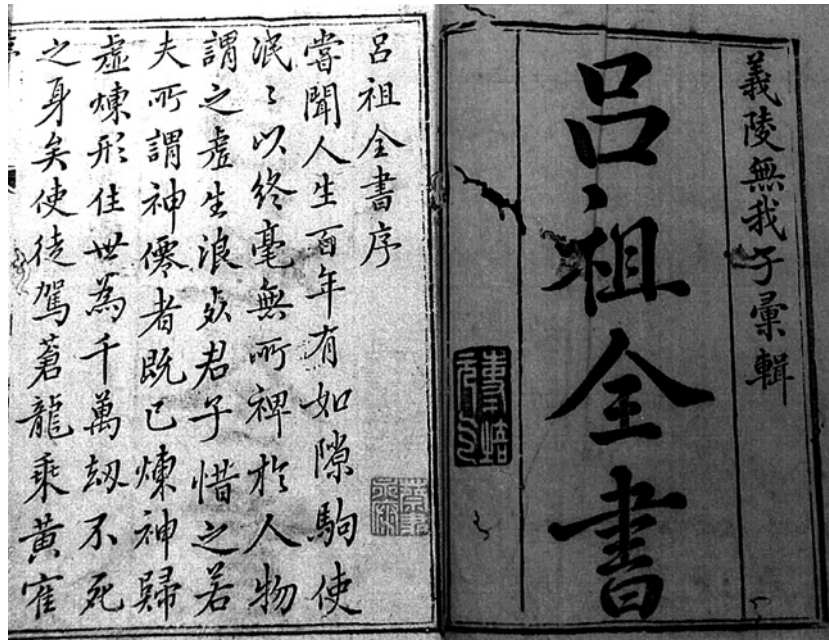 義陵無我子彙輯
呂祖全書
呂祖全書序
嘗聞人生百年有如隙駒使
泯〻以終毫無所裨於人物
謂之虛生浪死君子惜之若
夫所謂神僊者既已煉神歸
虛煉形住世為千萬劫不死
之身矣使徒駕蒼龍乘黃寉